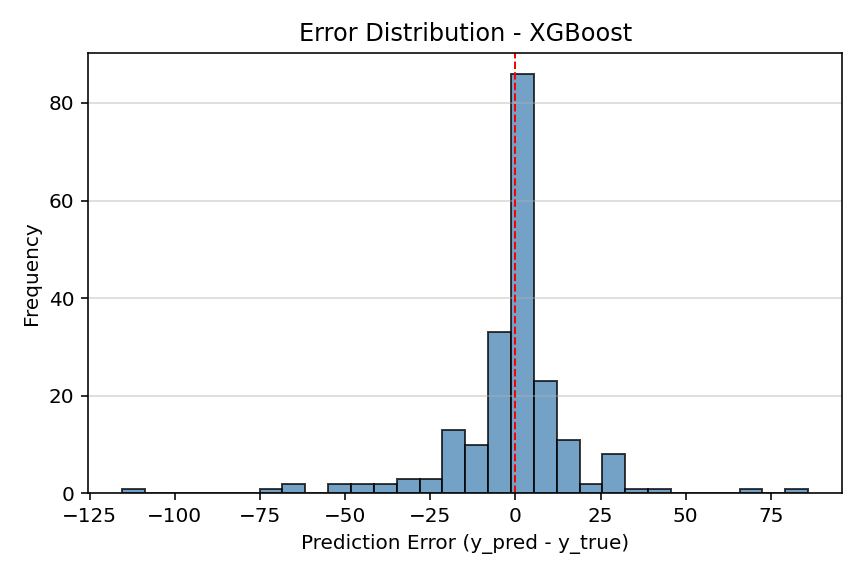 Error Distribution - XGBoost
Frequency
80
60
40
20
0
−125 −100 −75 −50 −25 0 25 50 75
Prediction Error (y_pred - y_true)